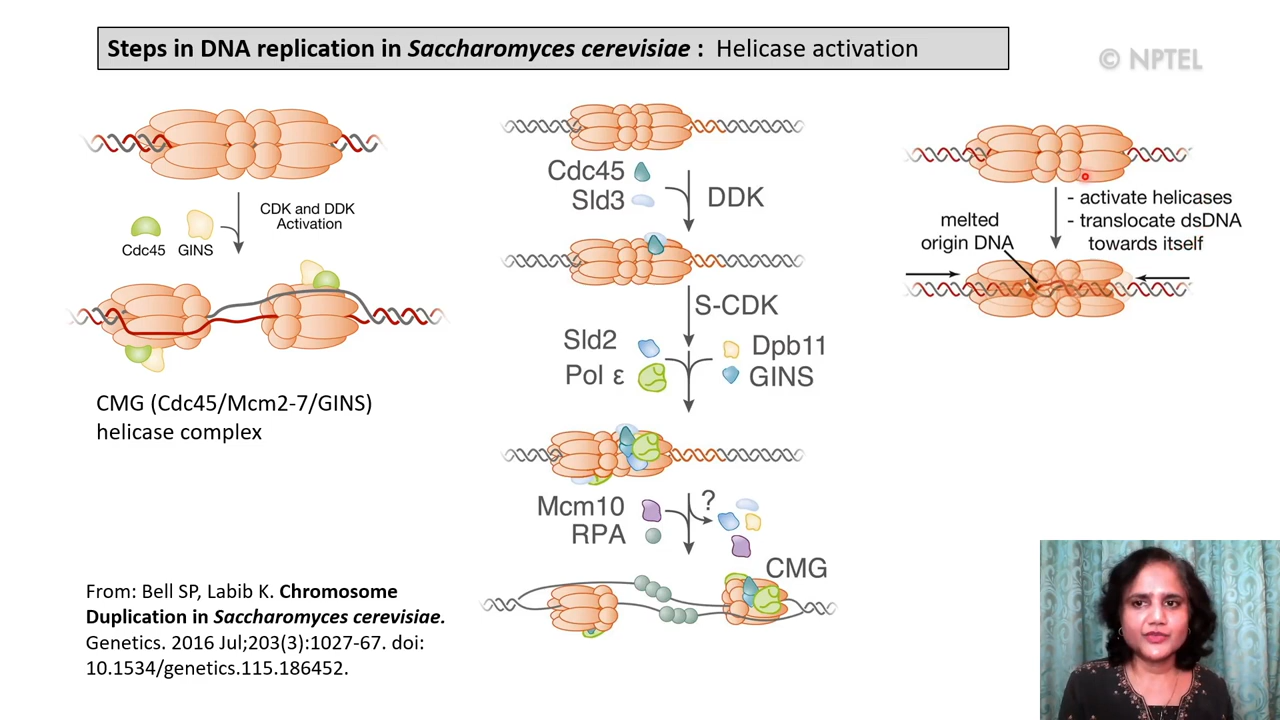 Steps in DNA replication in Saccharomyces cerevisiae : Helicase activation
© NPTEL
CDK and DDK
Activation
Cdc45 GINS
CMG (Cdc45/Mcm2-7/GINS)
helicase complex
From: Bell SP, Labib K. Chromosome
Duplication in Saccharomyces cerevisiae.
Genetics. 2016 Jul;203(3):1027-67. doi:
10.1534/genetics.115.186452.
Cdc45
Sld3
DDK
S-CDK
Sld2
Dpb11
Pol ε
GINS
Mcm10
?
RPA
CMG
- activate helicases
- translocate dsDNA
towards itself
melted
origin DNA